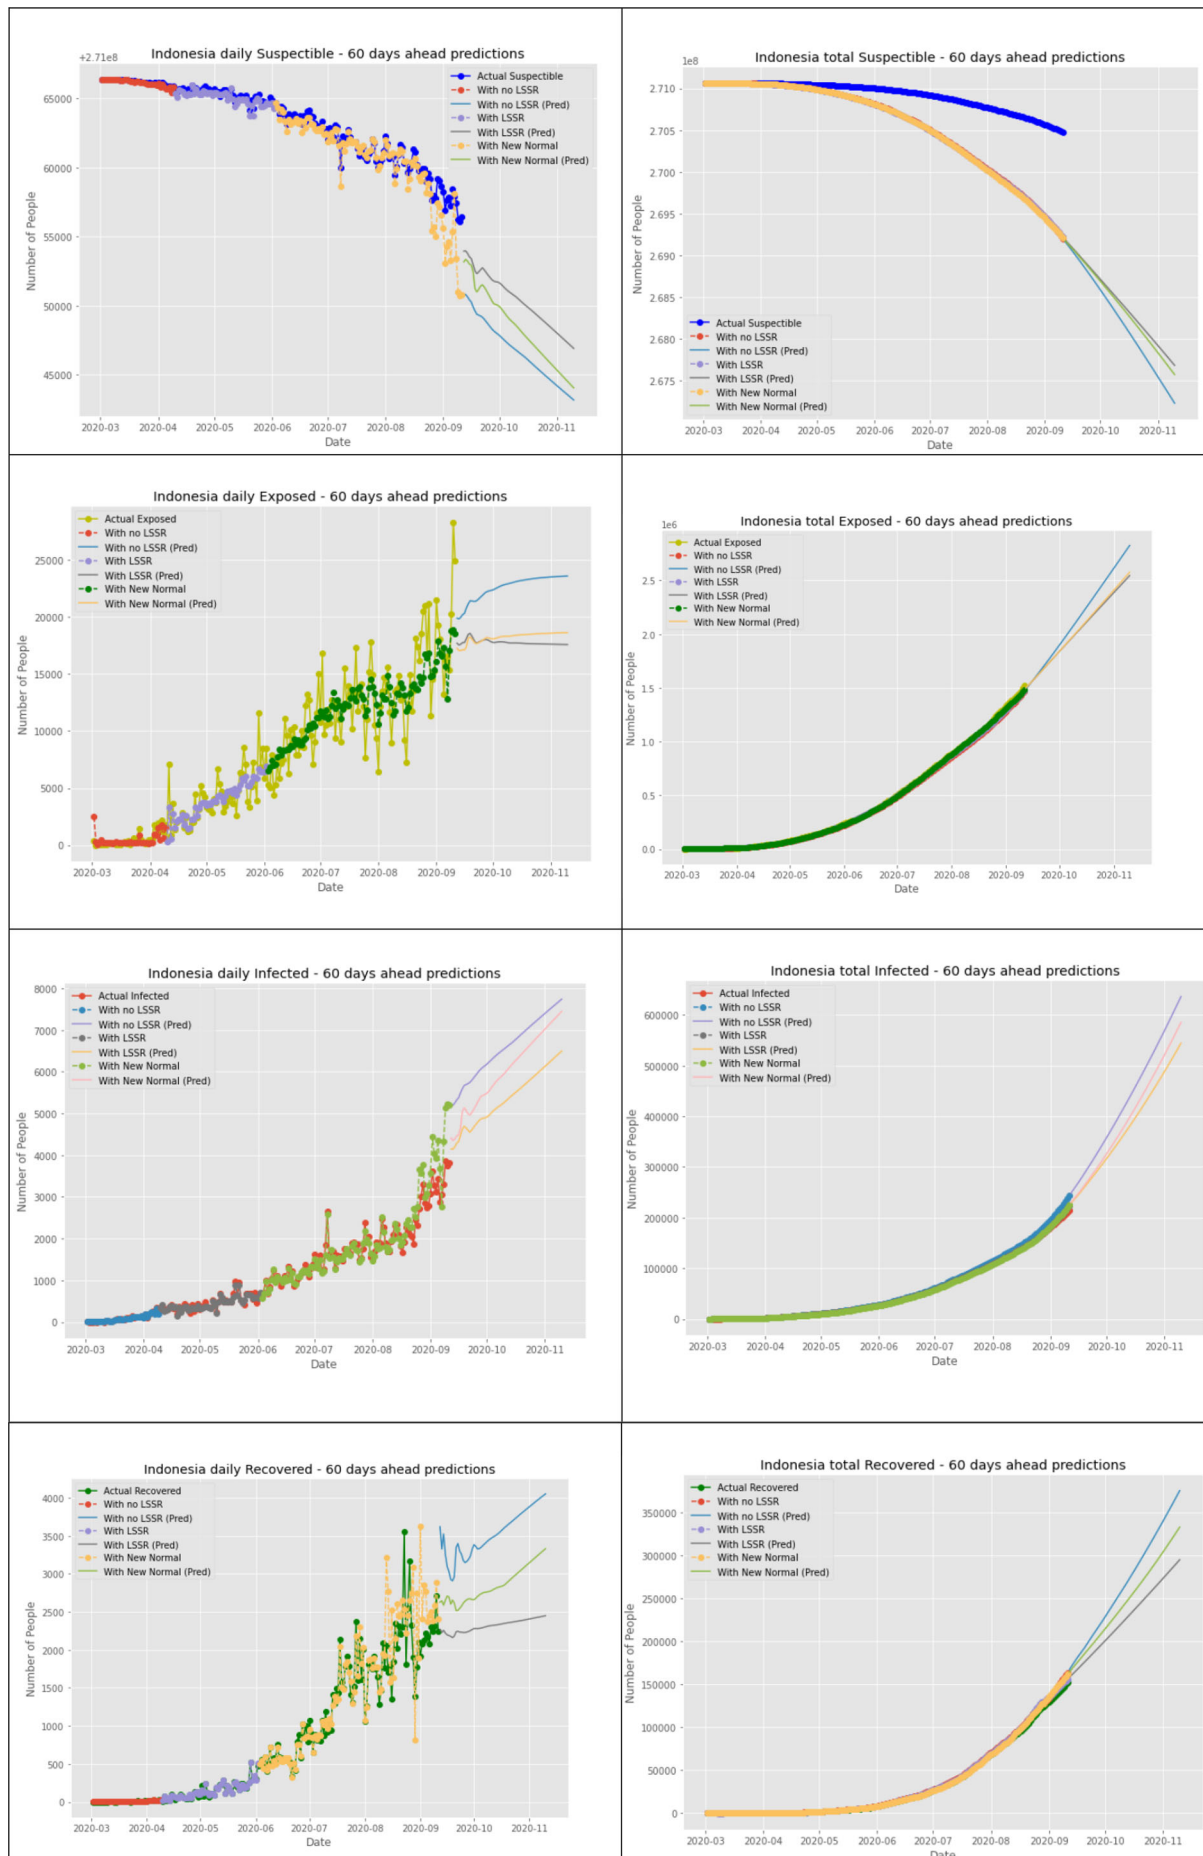 Indonesia daily Suspectible - 60 days ahead predictions
+2.71e8
Actual Suspectible
With no LSSR
With no LSSR (Pred)
With LSSR
With LSSR (Pred)
With New Normal
With New Normal (Pred)
65000
60000
55000
50000
45000
Number of People
2020-03 2020-04 2020-05 2020-06 2020-07 2020-08 2020-09 2020-10 2020-11
Date
Indonesia total Suspectible - 60 days ahead predictions
1e8
2.710
2.705
2.700
2.695
2.690
2.685
2.680
2.675
Number of People
Actual Suspectible
With no LSSR
With no LSSR (Pred)
With LSSR
With LSSR (Pred)
With New Normal
With New Normal (Pred)
2020-03 2020-04 2020-05 2020-06 2020-07 2020-08 2020-09 2020-10 2020-11
Date
Indonesia daily Exposed - 60 days ahead predictions
Actual Exposed
With no LSSR
With no LSSR (Pred)
With LSSR
With LSSR (Pred)
With New Normal
With New Normal (Pred)
25000
20000
15000
10000
5000
0
Number of People
2020-03 2020-04 2020-05 2020-06 2020-07 2020-08 2020-09 2020-10 2020-11
Date
Indonesia total Exposed - 60 days ahead predictions
1e6
Actual Exposed
With no LSSR
With no LSSR (Pred)
With LSSR
With LSSR (Pred)
With New Normal
With New Normal (Pred)
2.5
2.0
1.5
1.0
0.5
0.0
Number of People
2020-03 2020-04 2020-05 2020-06 2020-07 2020-08 2020-09 2020-10 2020-11
Date
Indonesia daily Infected - 60 days ahead predictions
Actual Infected
With no LSSR
With no LSSR (Pred)
With LSSR
With LSSR (Pred)
With New Normal
With New Normal (Pred)
8000
7000
6000
5000
4000
3000
2000
1000
0
Number of People
2020-03 2020-04 2020-05 2020-06 2020-07 2020-08 2020-09 2020-10 2020-11
Date
Indonesia total Infected - 60 days ahead predictions
Actual Infected
With no LSSR
With no LSSR (Pred)
With LSSR
With LSSR (Pred)
With New Normal
With New Normal (Pred)
600000
500000
400000
300000
200000
100000
0
Number of People
2020-03 2020-04 2020-05 2020-06 2020-07 2020-08 2020-09 2020-10 2020-11
Date
Indonesia daily Recovered - 60 days ahead predictions
Actual Recovered
With no LSSR
With no LSSR (Pred)
With LSSR
With LSSR (Pred)
With New Normal
With New Normal (Pred)
4000
3500
3000
2500
2000
1500
1000
500
0
Number of People
2020-03 2020-04 2020-05 2020-06 2020-07 2020-08 2020-09 2020-10 2020-11
Date
Indonesia total Recovered - 60 days ahead predictions
Actual Recovered
With no LSSR
With no LSSR (Pred)
With LSSR
With LSSR (Pred)
With New Normal
With New Normal (Pred)
350000
300000
250000
200000
150000
100000
50000
0
Number of People
2020-03 2020-04 2020-05 2020-06 2020-07 2020-08 2020-09 2020-10 2020-11
Date